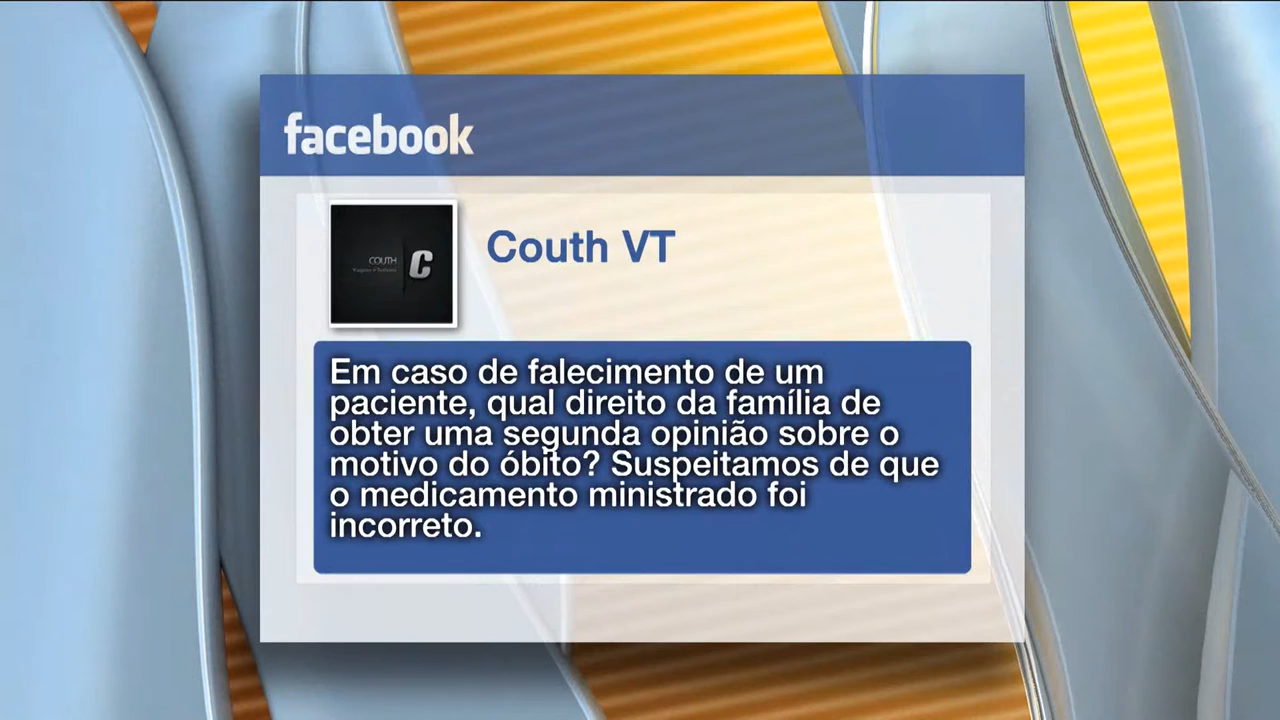 facebook
COUTH
C
Couth VT
Em caso de falecimento de um
paciente, qual direito da família de
obter uma segunda opinião sobre o
motivo do óbito? Suspeitamos de que
o medicamento ministrado foi
incorreto.